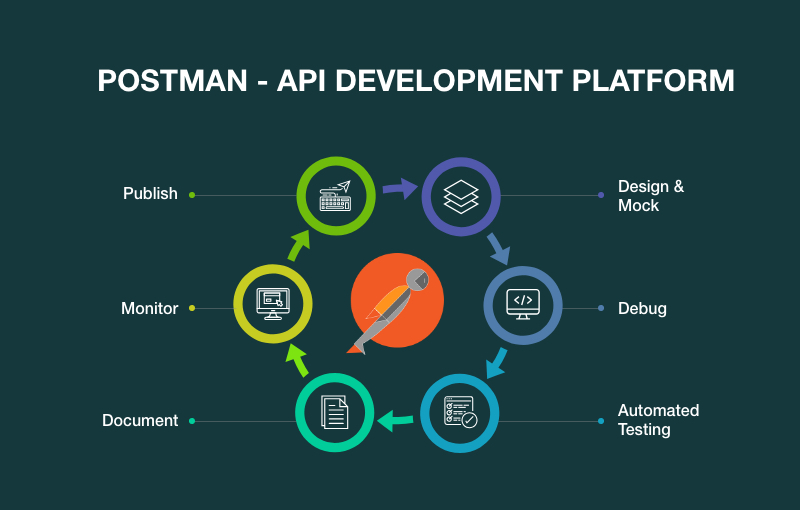 POSTMAN - API DEVELOPMENT PLATFORM
Publish
Design &
Mock
Monitor
Debug
Document
Automated
Testing